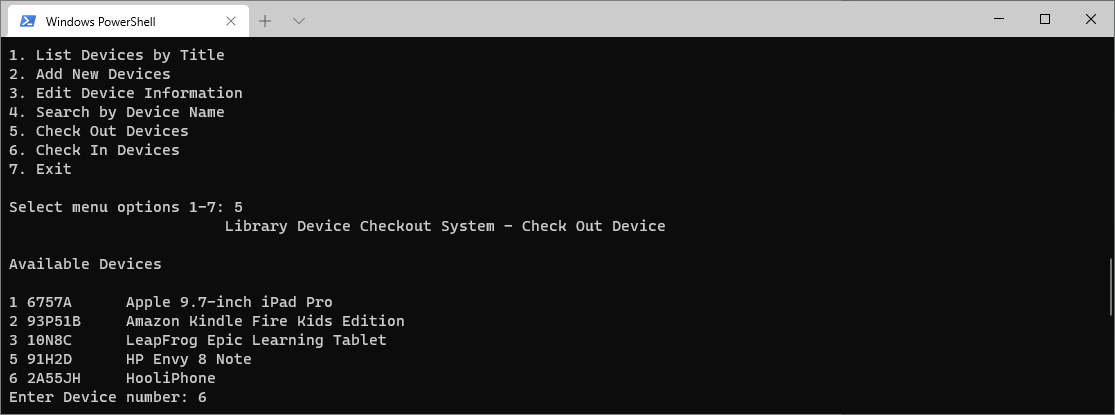 Windows PowerShell
1. List Devices by Title
2. Add New Devices
3. Edit Device Information
4. Search by Device Name
5. Check Out Devices
6. Check In Devices
7. Exit
Select menu options 1-7: 5
Library Device Checkout System - Check Out Device
Available Devices
1 6757A      Apple 9.7-inch iPad Pro
2 93P51B     Amazon Kindle Fire Kids Edition
3 10N8C      LeapFrog Epic Learning Tablet
5 91H2D      HP Envy 8 Note
6 2A55JH     HooliPhone
Enter Device number: 6